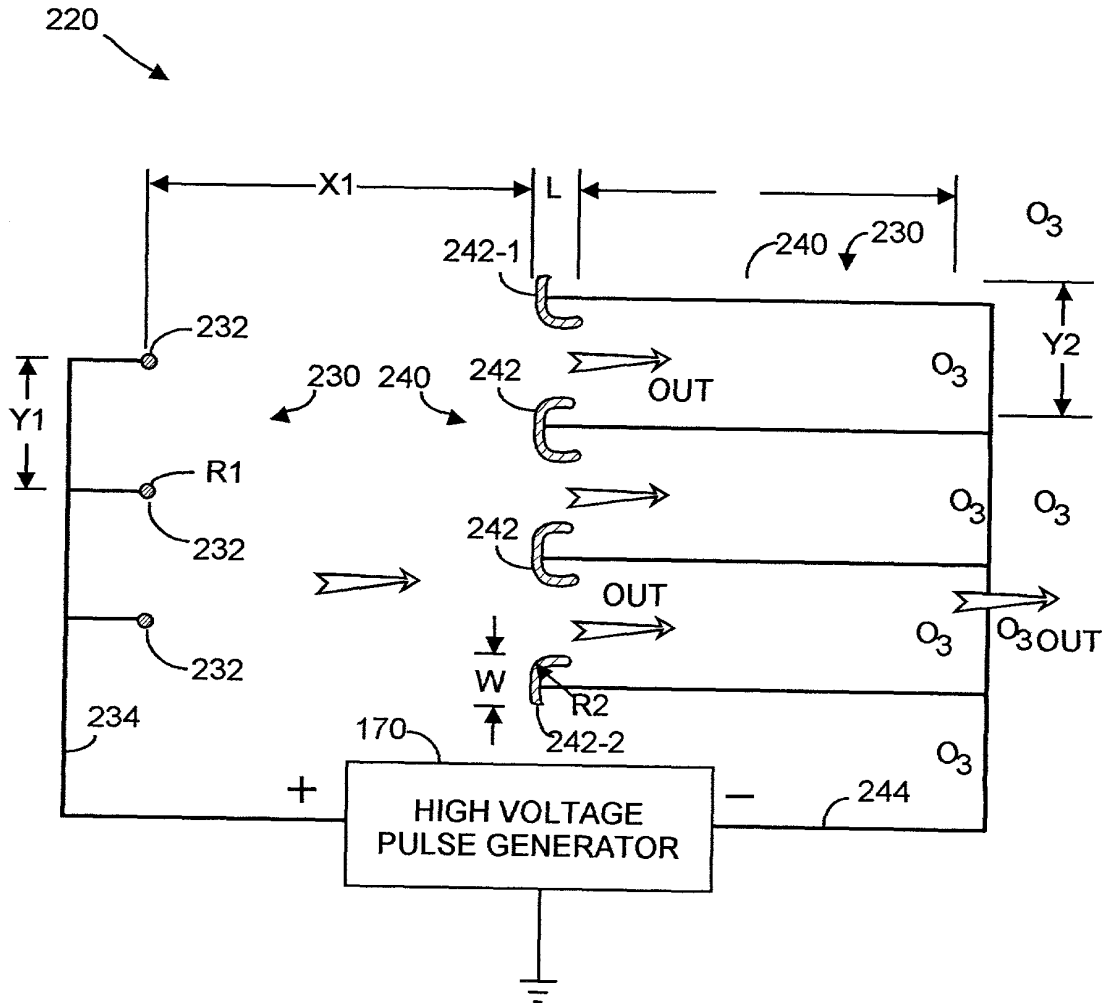 220
X1
L
O3
242-1
240
230
232
Y2
230
240
242
O3
Y1
OUT
R1
232
242
O3
O3
OUT
232
W
R2
O3
O3
OUT
234
170
242-2
O3
+
HIGH VOLTAGE
PULSE GENERATOR
−
244